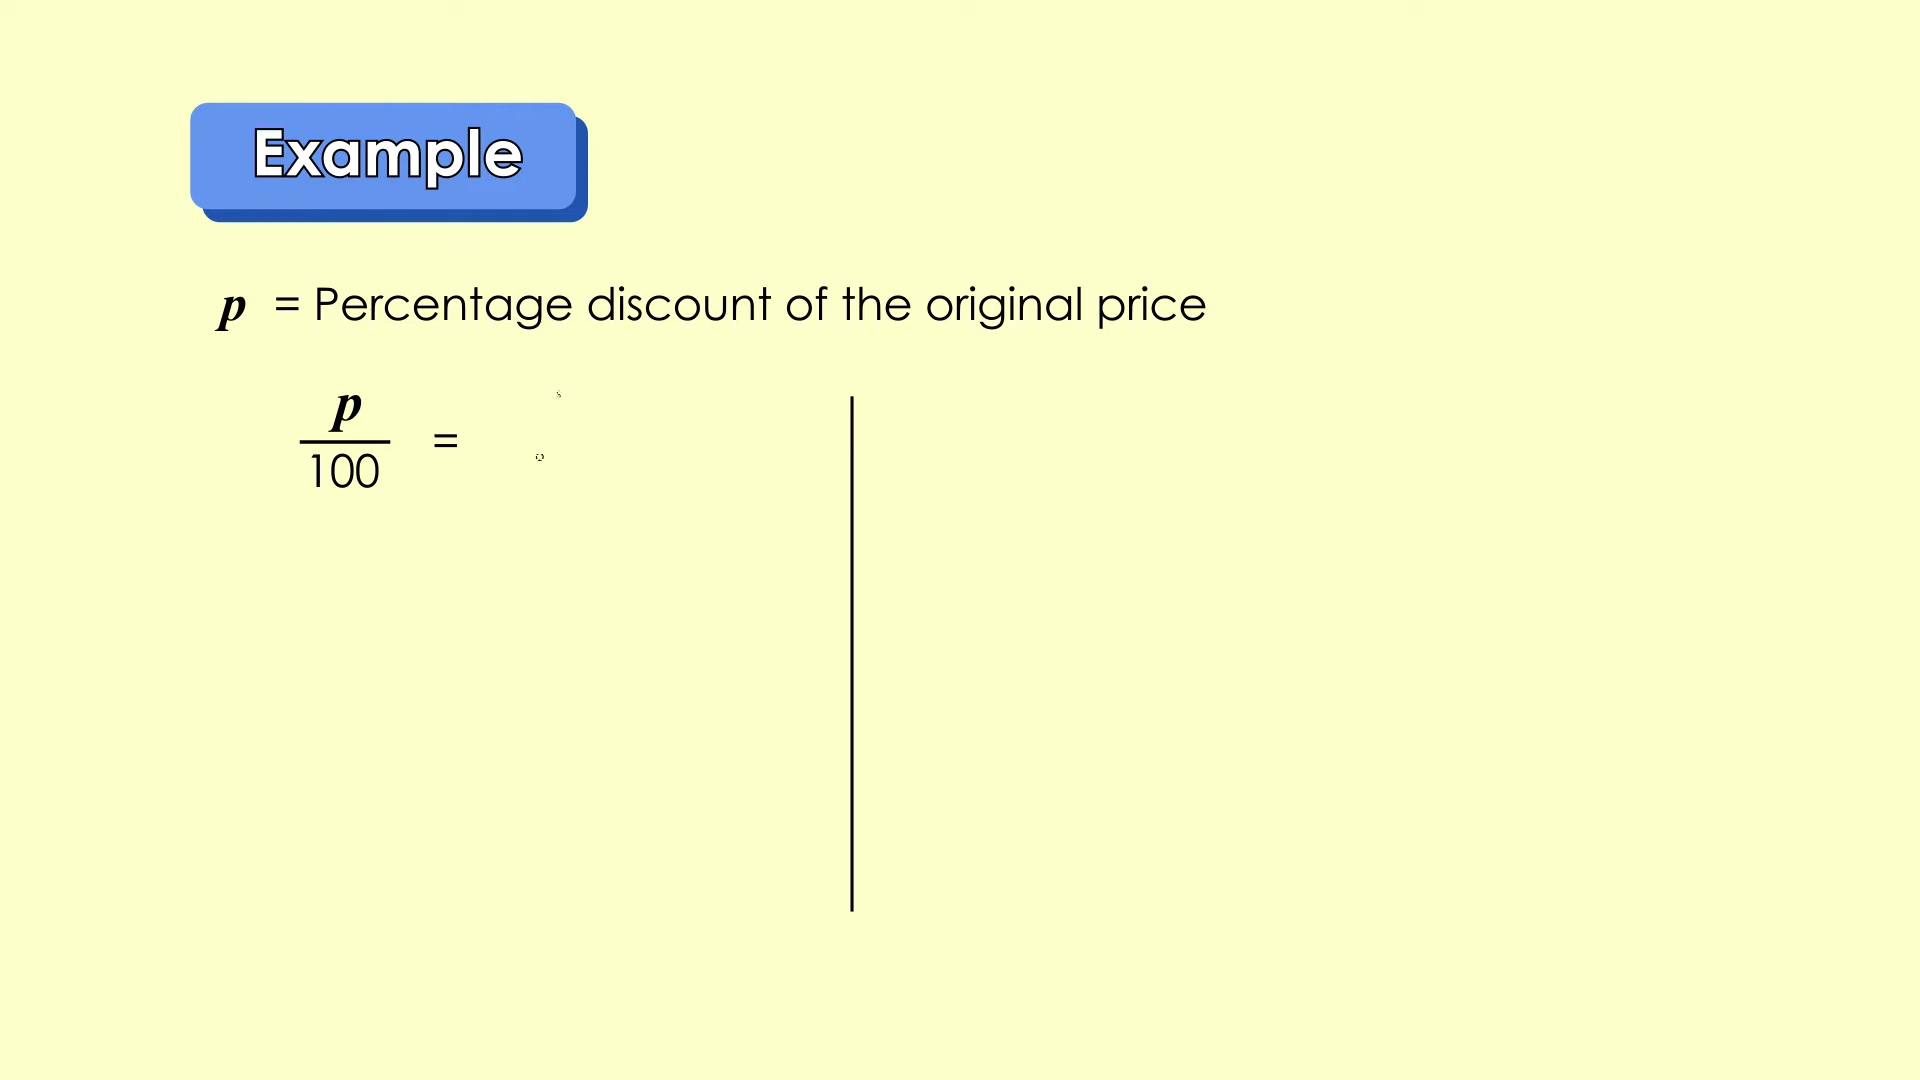 Example
p = Percentage discount of the original price
p
=
100